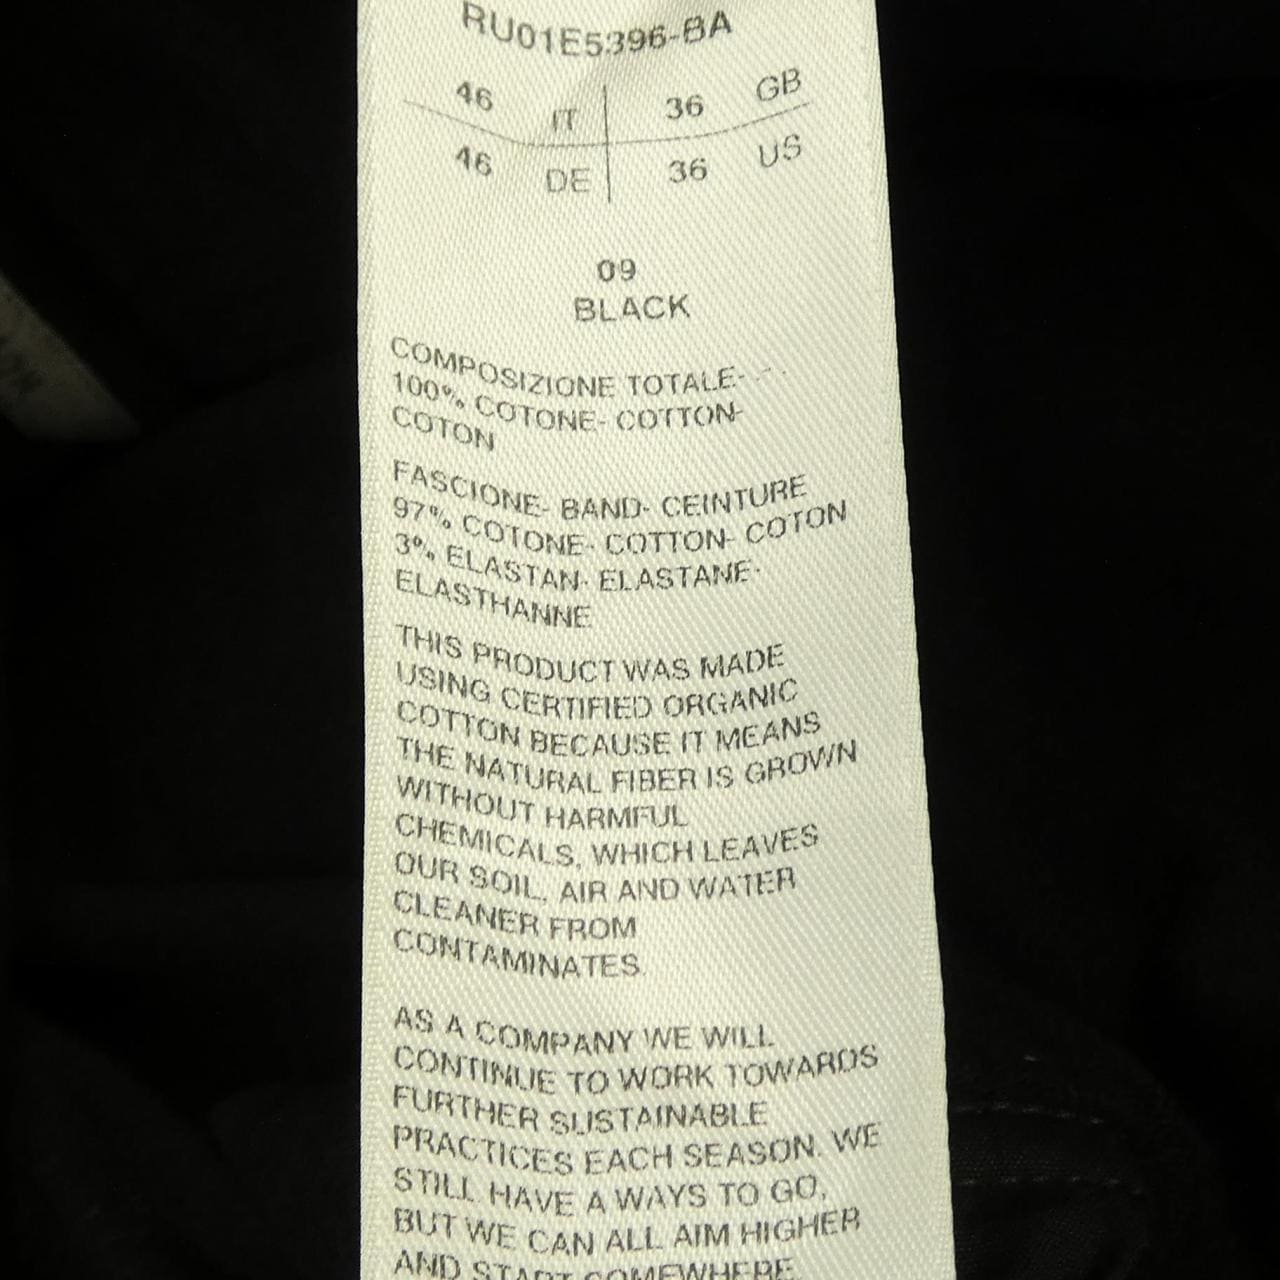 RU01E5396-BA
46 IT 36 GB
46 DE 36 US
09
BLACK
COMPOSIZIONE TOTALE-
100% COTONE- COTTON-
COTON
FASCIONE- BAND- CEINTURE
97% COTONE- COTTON- COTON
3% ELASTAN- ELASTANE-
ELASTHANNE
THIS PRODUCT WAS MADE
USING CERTIFIED ORGANIC
COTTON BECAUSE IT MEANS
THE NATURAL FIBER IS GROWN
WITHOUT HARMFUL
CHEMICALS, WHICH LEAVES
OUR SOIL, AIR AND WATER
CLEANER FROM
CONTAMINATES.
AS A COMPANY WE WILL
CONTINUE TO WORK TOWARDS
FURTHER SUSTAINABLE
PRACTICES EACH SEASON. WE
STILL HAVE A WAYS TO GO,
BUT WE CAN ALL AIM HIGHER
AND START SOMEWHERE.